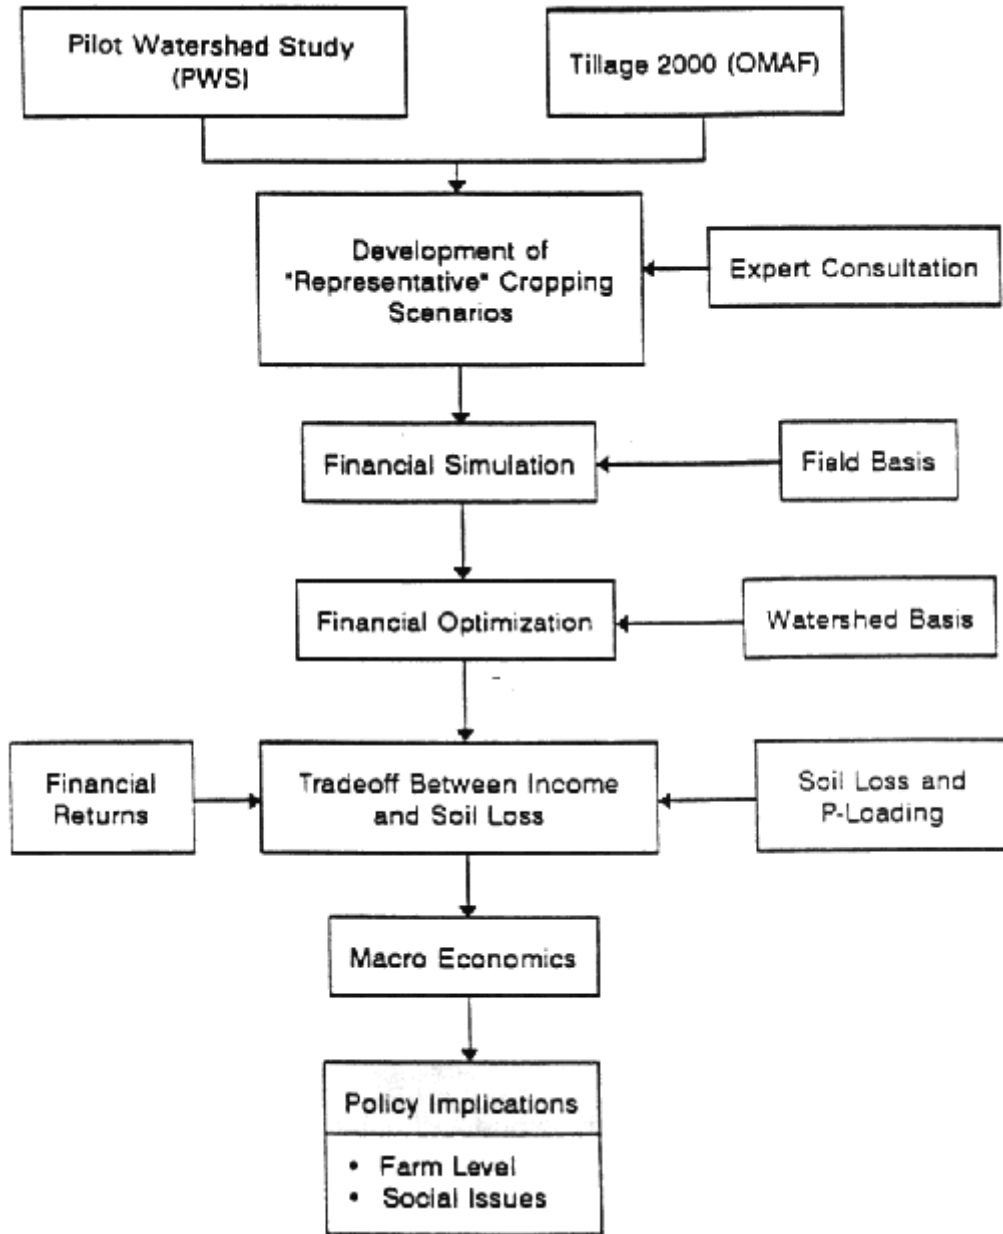 Pilot Watershed Study
(PWS)
Tillage 2000 (OMAF)
Development of
"Representative" Cropping
Scenarios
Expert Consultation
Financial Simulation
Field Basis
Financial Optimization
Watershed Basis
Financial
Returns
Tradeoff Between Income
and Soil Loss
Soil Loss and
P-Loading
Macro Economics
Policy Implications
• Farm Level
• Social Issues